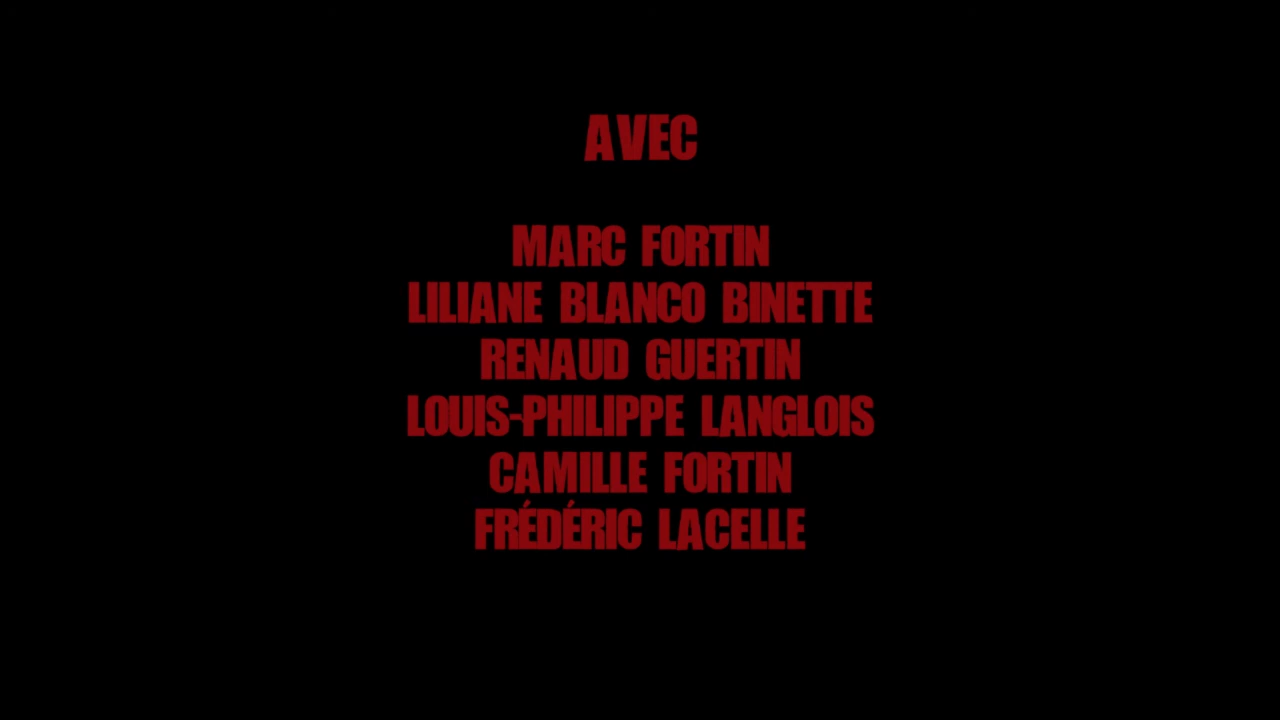 AVEC
MARC FORTIN
LILIANE BLANCO BINETTE
RENAUD GUERTIN
LOUIS-PHILIPPE LANGLOIS
CAMILLE FORTIN
FRÉDÉRIC LACELLE